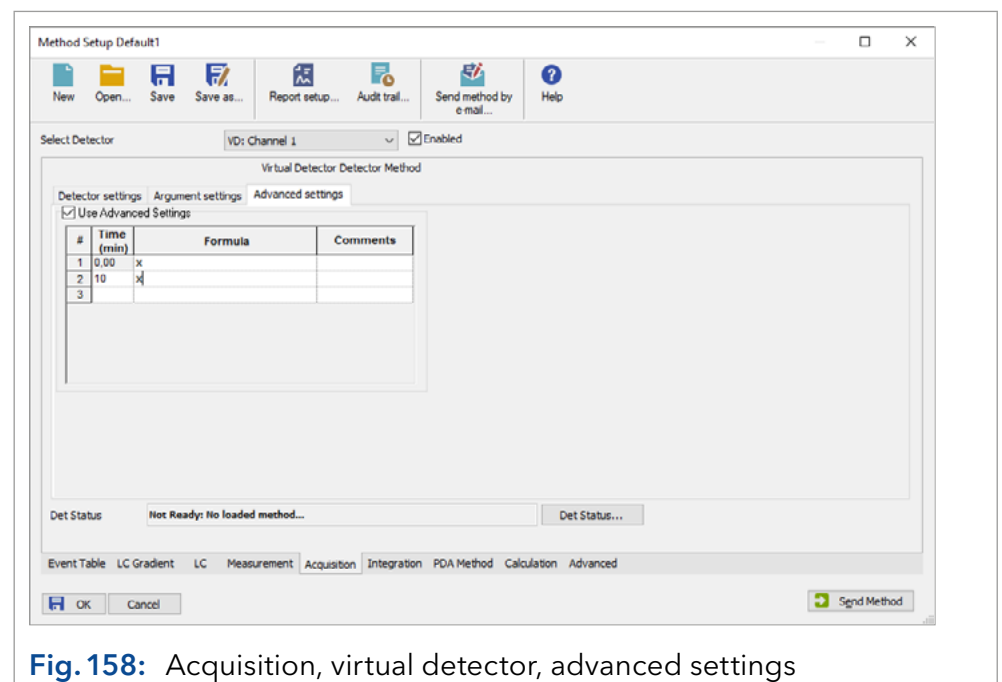 Method Setup Default1
New Open... Save Save as... Report setup... Audit trail... Send method by e-mail... Help
Select Detector VD: Channel 1 Enabled
Virtual Detector Detector Method
Detector settings Argument settings Advanced settings
Use Advanced Settings
# Time (min) Formula Comments
1 0,00 x
2 10 x
3
Det Status Not Ready: No loaded method... Det Status...
Event Table LC Gradient LC Measurement Acquisition Integration PDA Method Calculation Advanced
OK Cancel Send Method
Fig. 158: Acquisition, virtual detector, advanced settings